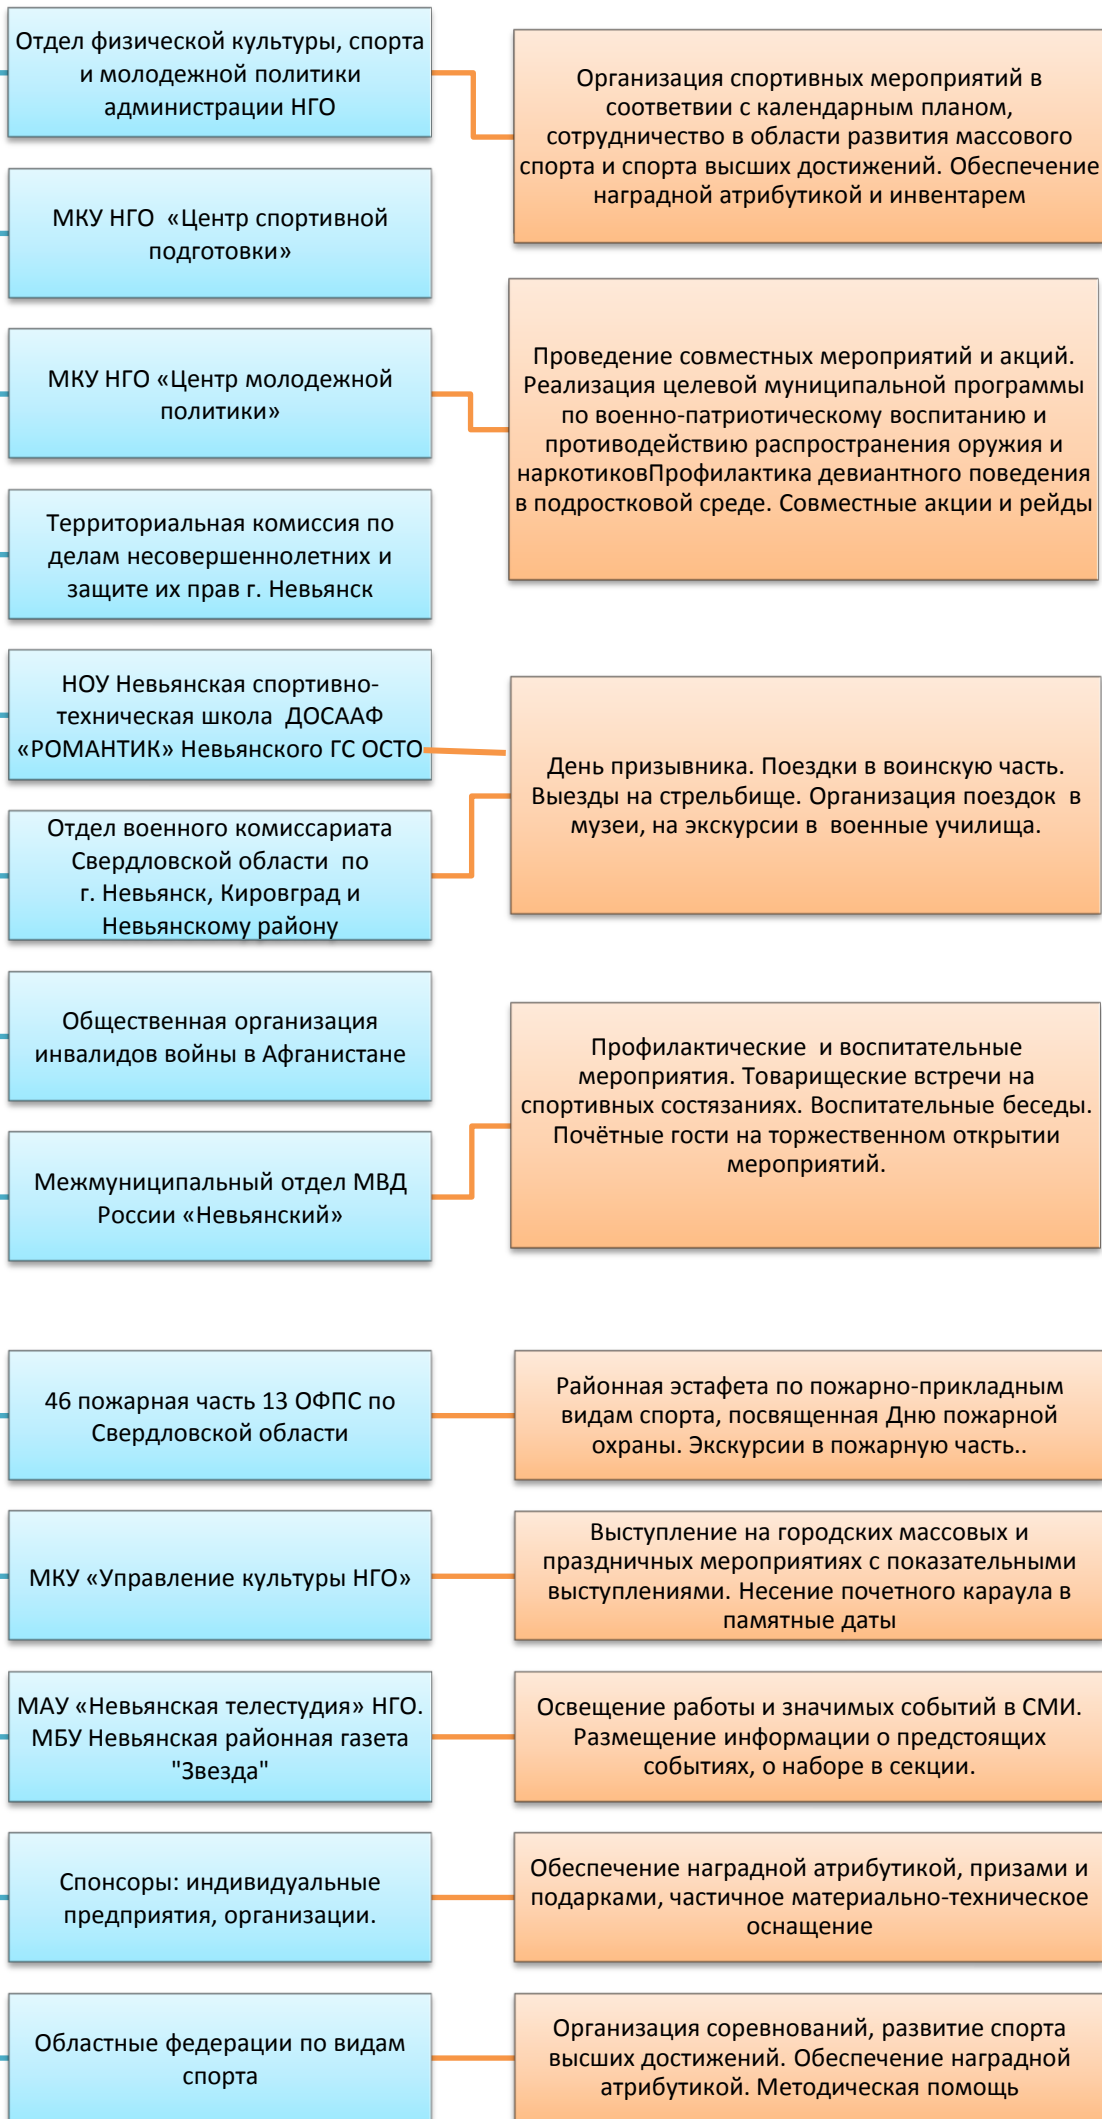 Отдел физической культуры, спорта
и молодежной политики
администрации НГО
Организация спортивных мероприятий в
соответвии с календарным планом,
сотрудничество в области развития массового
спорта и спорта высших достижений. Обеспечение
наградной атрибутикой и инвентарем
МКУ НГО  «Центр спортивной
подготовки»
МКУ НГО «Центр молодежной
политики»
Проведение совместных мероприятий и акций.
Реализация целевой муниципальной программы
по военно-патриотическому воспитанию и
противодействию распространения оружия и
наркотиковПрофилактика девиантного поведения
в подростковой среде. Совместные акции и рейды
Территориальная комиссия по
делам несовершеннолетних и
защите их прав г. Невьянск
НОУ Невьянская спортивно-
техническая школа  ДОСААФ
«РОМАНТИК» Невьянского ГС ОСТО
День призывника. Поездки в воинскую часть.
Выезды на стрельбище. Организация поездок  в
музеи, на экскурсии в  военные училища.
Отдел военного комиссариата
Свердловской области  по
г. Невьянск, Кировград и
Невьянскому району
Общественная организация
инвалидов войны в Афганистане
Профилактические  и воспитательные
мероприятия. Товарищеские встречи на
спортивных состязаниях. Воспитательные беседы.
Почётные гости на торжественном открытии
мероприятий.
Межмуниципальный отдел МВД
России «Невьянский»
46 пожарная часть 13 ОФПС по
Свердловской области
Районная эстафета по пожарно-прикладным
видам спорта, посвященная Дню пожарной
охраны. Экскурсии в пожарную часть..
МКУ «Управление культуры НГО»
Выступление на городских массовых и
праздничных мероприятиях с показательными
выступлениями. Несение почетного караула в
памятные даты
МАУ «Невьянская телестудия» НГО.
МБУ Невьянская районная газета
"Звезда"
Освещение работы и значимых событий в СМИ.
Размещение информации о предстоящих
событиях, о наборе в секции.
Спонсоры: индивидуальные
предприятия, организации.
Обеспечение наградной атрибутикой, призами и
подарками, частичное материально-техническое
оснащение
Областные федерации по видам
спорта
Организация соревнований, развитие спорта
высших достижений. Обеспечение наградной
атрибутикой. Методическая помощь